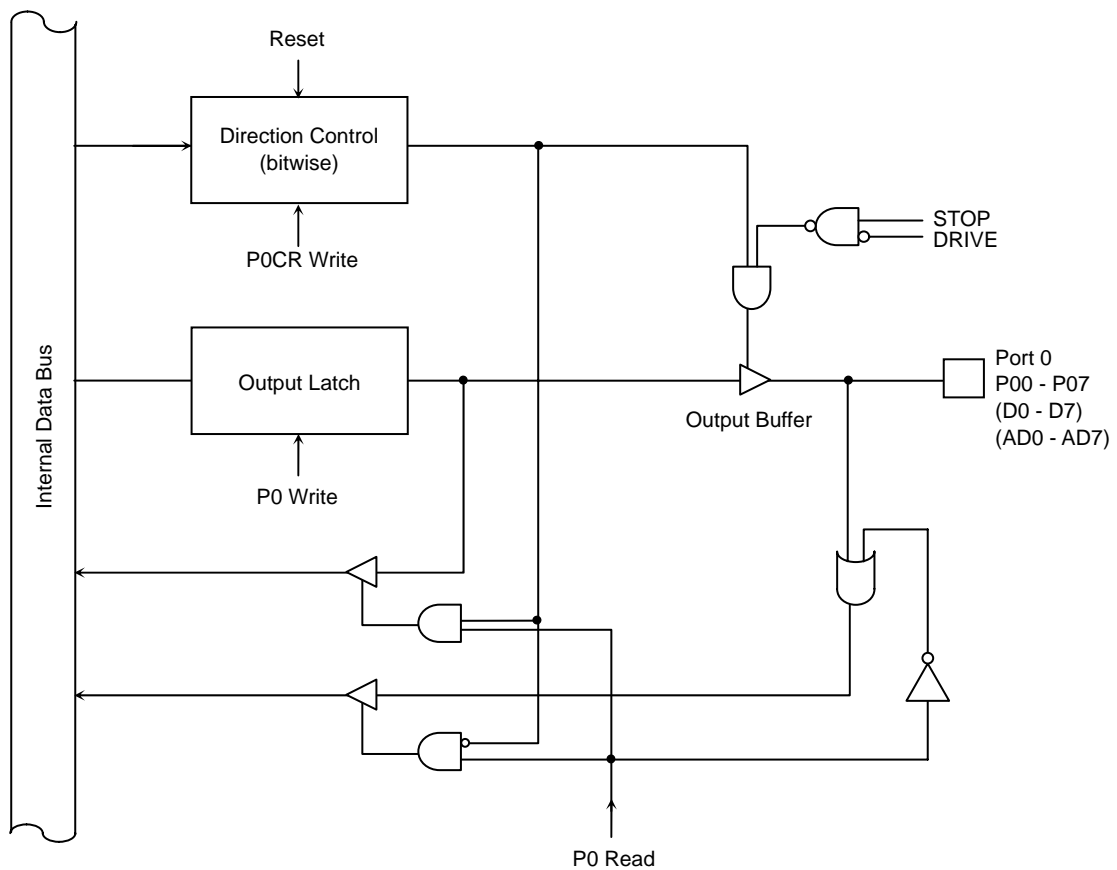 Reset
Direction Control
(bitwise)
P0CR Write
STOP
DRIVE
Internal Data Bus
Output Latch
P0 Write
Output Buffer
Port 0
P00 - P07
(D0 - D7)
(AD0 - AD7)
P0 Read